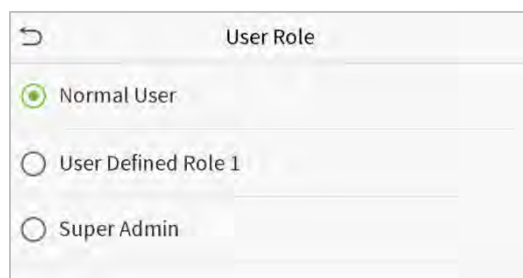 User Role
Normal User
User Defined Role 1
Super Admin